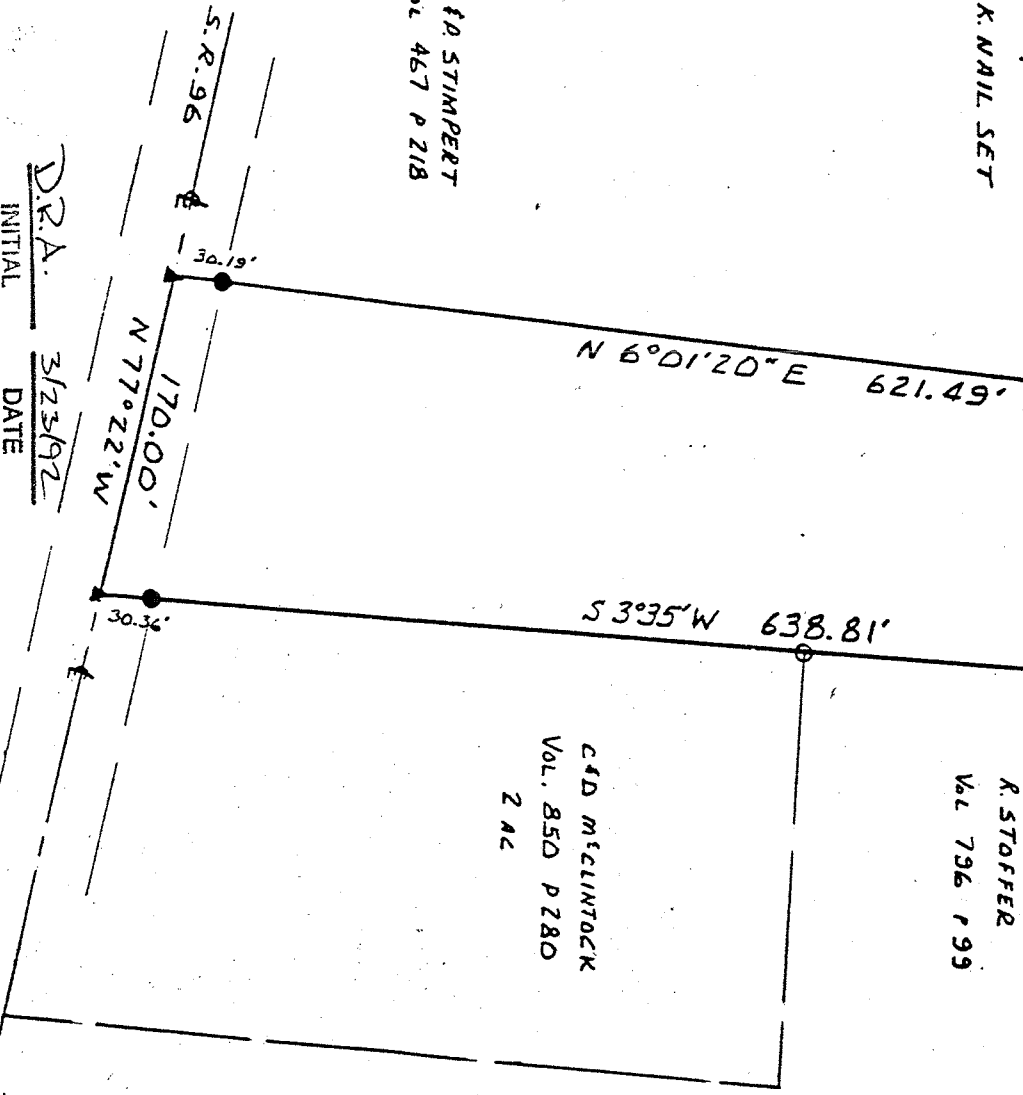 K. NAIL SET
&P. STIMPERT
467 P 218
S.R. 96
30.19'
N 6°01'20" E 621.49'
170.00'
N 77°22'W
30.36'
S 3°35'W 638.81'
R. STOFFER
VOL 796 P 99
C&D McCLINTOCK
VOL. 850 P 280
2 AC
D.R.A. 3/23/92
INITIAL DATE